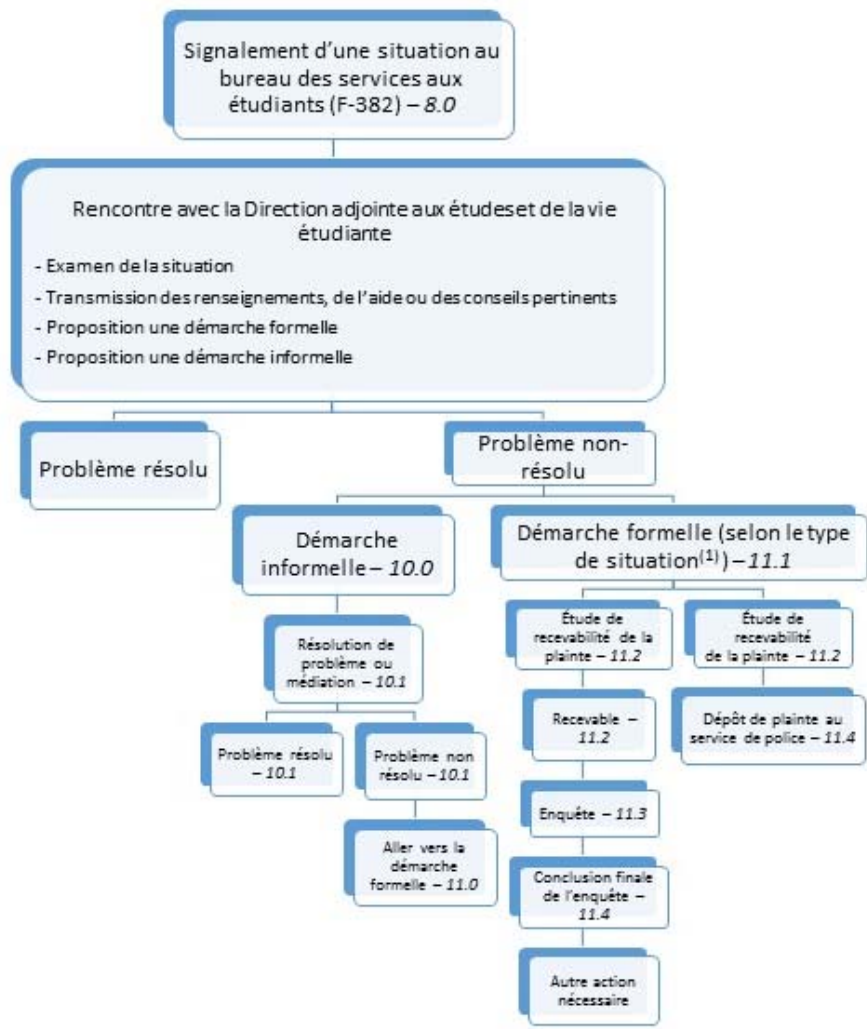 Signalement d'une situation au
bureau des services aux
étudiants (F-382) – 8.0
Rencontre avec la Direction adjointe aux étudeset de la vie
étudiante
- Examen de la situation
- Transmission des renseignements, de l'aide ou des conseils pertinents
- Proposition une démarche formelle
- Proposition une démarche informelle
Problème résolu
Problème non-
résolu
Démarche
informelle – 10.0
Démarche formelle (selon le type
de situation(1) ) – 11.1
Résolution de
problème ou
médiation – 10.1
Problème résolu
– 10.1
Problème non
résolu – 10.1
Aller vers la
démarche
formelle – 11.0
Étude de
recevabilité de la
plainte – 11.2
Étude de
recevabilité
de la plainte – 11.2
Recevable –
11.2
Dépôt de plainte au
service de police – 11.4
Enquête – 11.3
Conclusion finale
de l'enquête –
11.4
Autre action
nécessaire